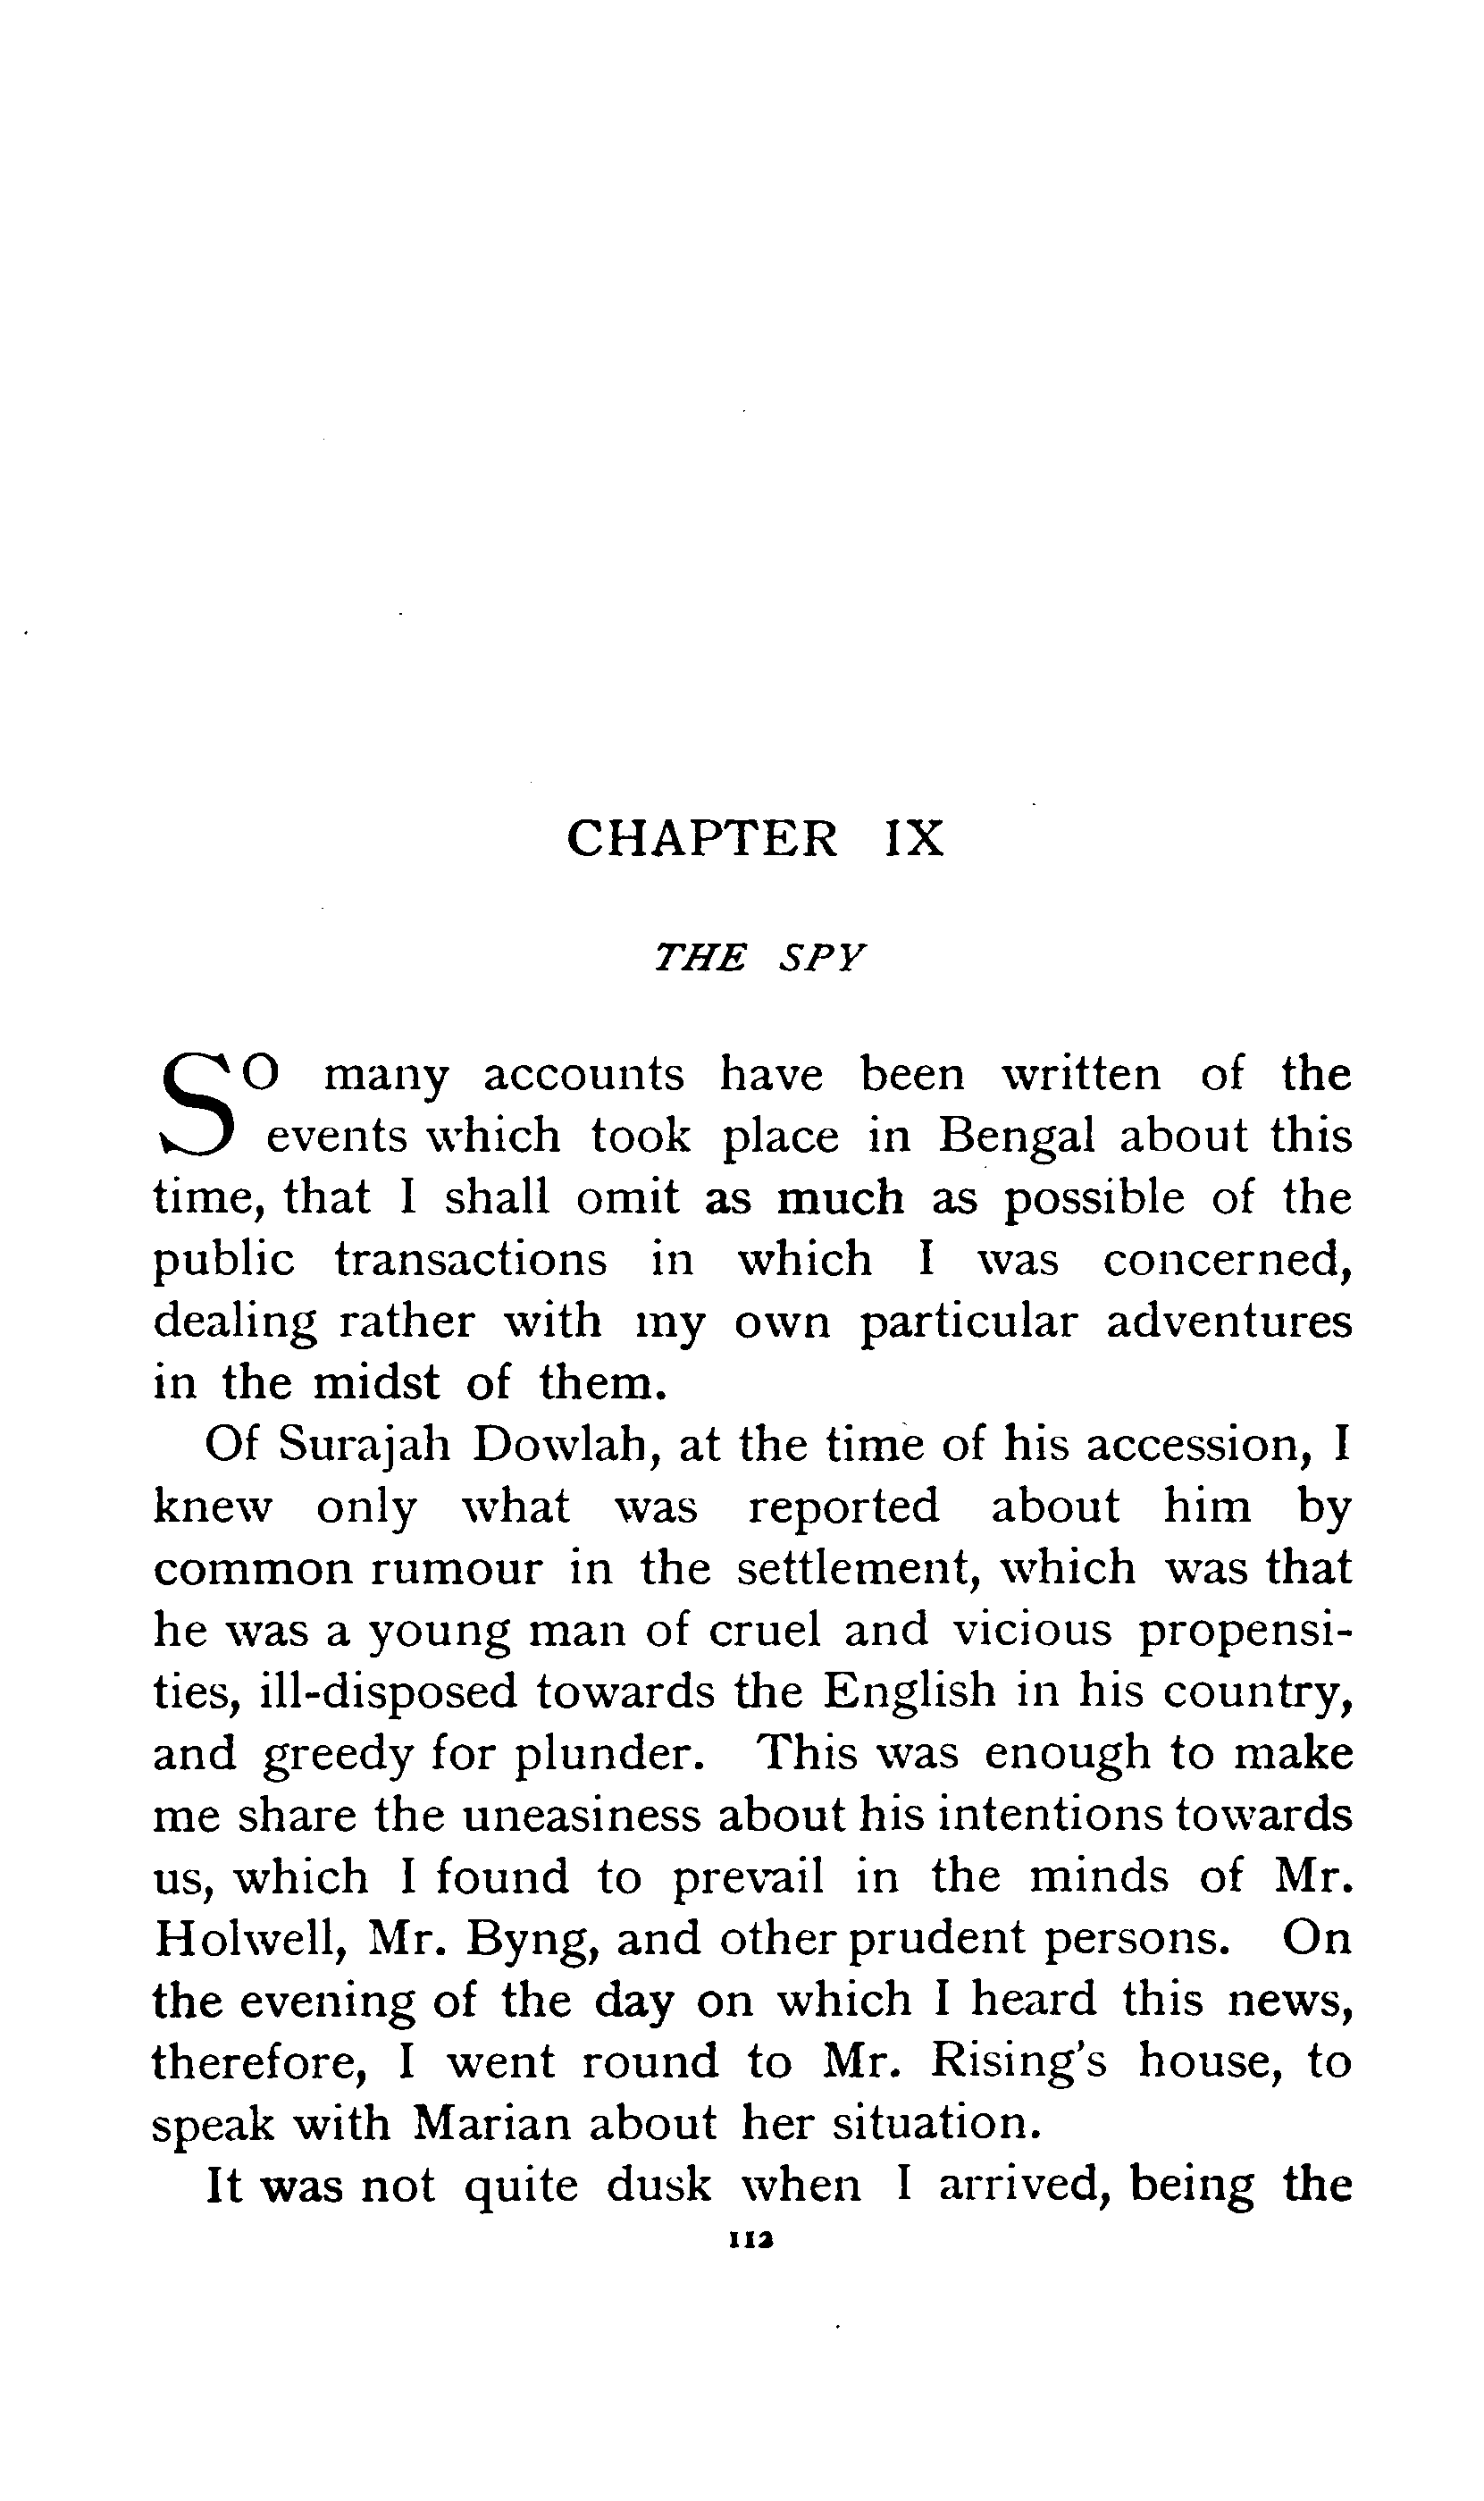 CHAPTER IX
THE SPY
SO many accounts have been written of the
events which took place in Bengal about this
time, that I shall omit as much as possible of the
public transactions in which I was concerned,
dealing rather with my own particular adventures
in the midst of them.
Of Surajah Dowlah, at the time of his accession, I
knew only what was reported about him by
common rumour in the settlement, which was that
he was a young man of cruel and vicious propensi-
ties, ill-disposed towards the English in his country,
and greedy for plunder. This was enough to make
me share the uneasiness about his intentions towards
us, which I found to prevail in the minds of Mr.
Holwell, Mr. Byng, and other prudent persons. On
the evening of the day on which I heard this news,
therefore, I went round to Mr. Rising's house, to
speak with Marian about her situation.
It was not quite dusk when I arrived, being the
112